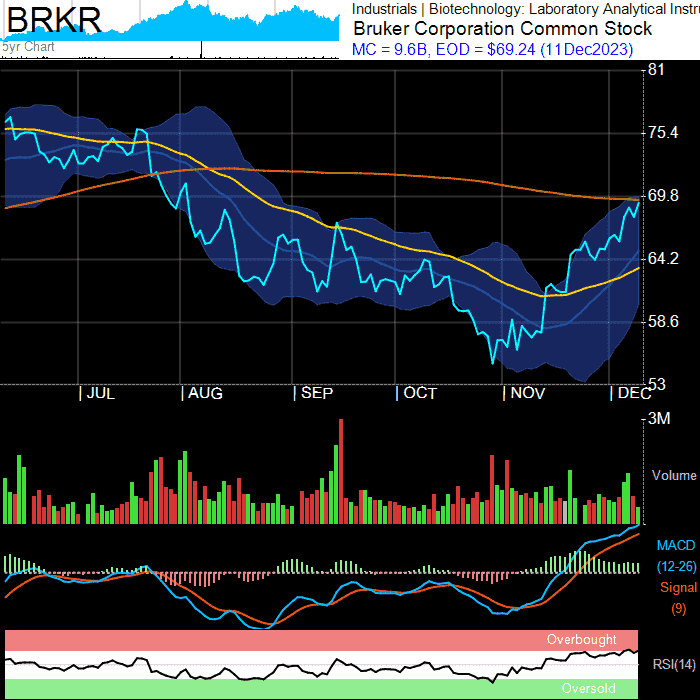 BRKR
5yr Chart
Industrials | Biotechnology: Laboratory Analytical Instru
Bruker Corporation Common Stock
MC = 9.6B, EOD = $69.24 (11Dec2023)
81
75.4
69.8
64.2
58.6
53
JUL AUG SEP OCT NOV DEC
3M
Volume
MACD
(12-26)
Signal
(9)
Overbought
RSI(14)
Oversold